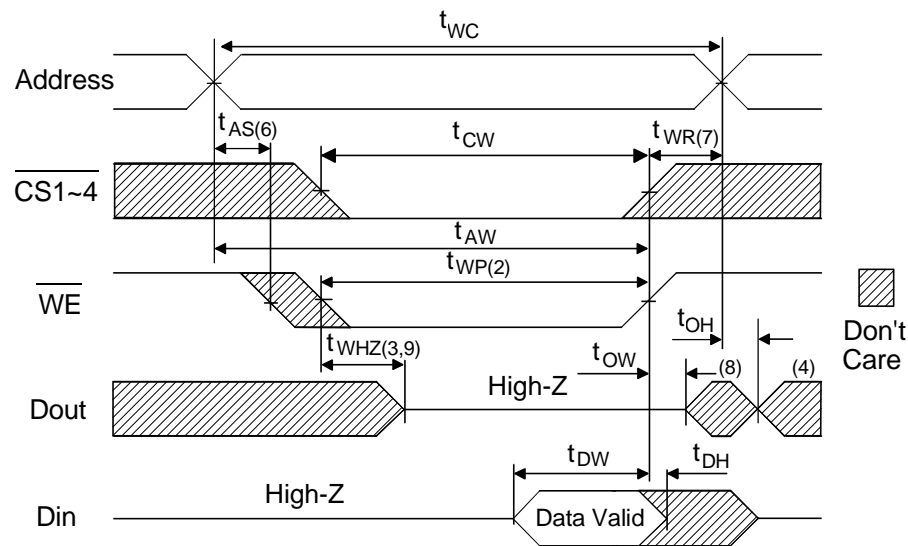 tWC
Address
tAS(6)
tCW
tWR(7)
CS1~4
tAW
tWP(2)
WE
tOH
Don't
Care
tWHZ(3,9)
tOW
High-Z
(8)
(4)
Dout
tDW
tDH
High-Z
Din
Data Valid